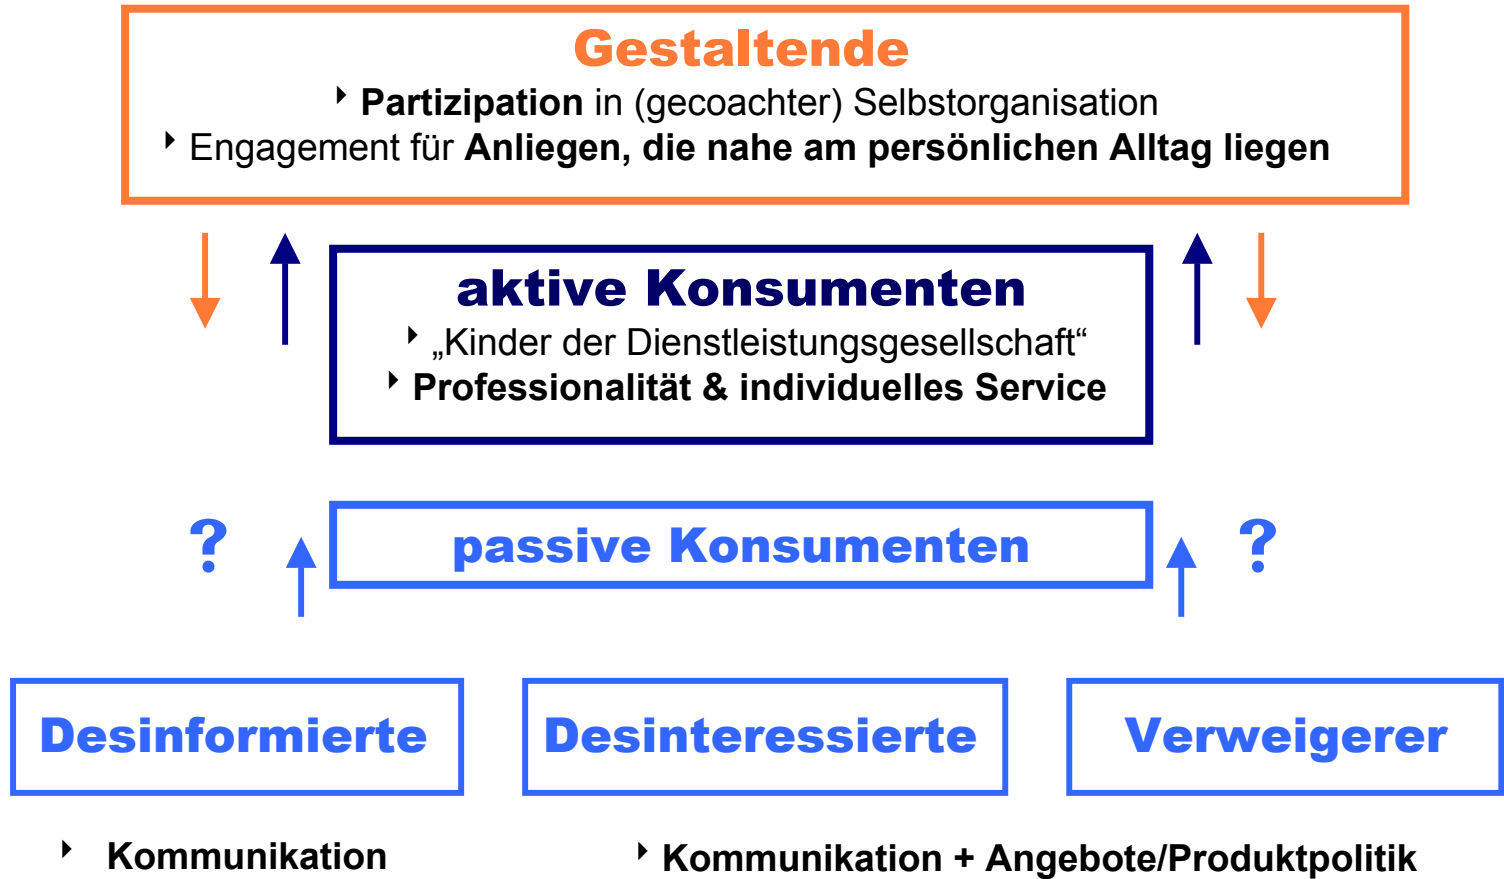 Gestaltende
‣ Partizipation in (gecoachter) Selbstorganisation
‣ Engagement für Anliegen, die nahe am persönlichen Alltag liegen
aktive Konsumenten
‣ „Kinder der Dienstleistungsgesellschaft“
‣ Professionalität & individuelles Service
? passive Konsumenten ?
Desinformierte Desinteressierte Verweigerer
‣ Kommunikation ‣ Kommunikation + Angebote/Produktpolitik